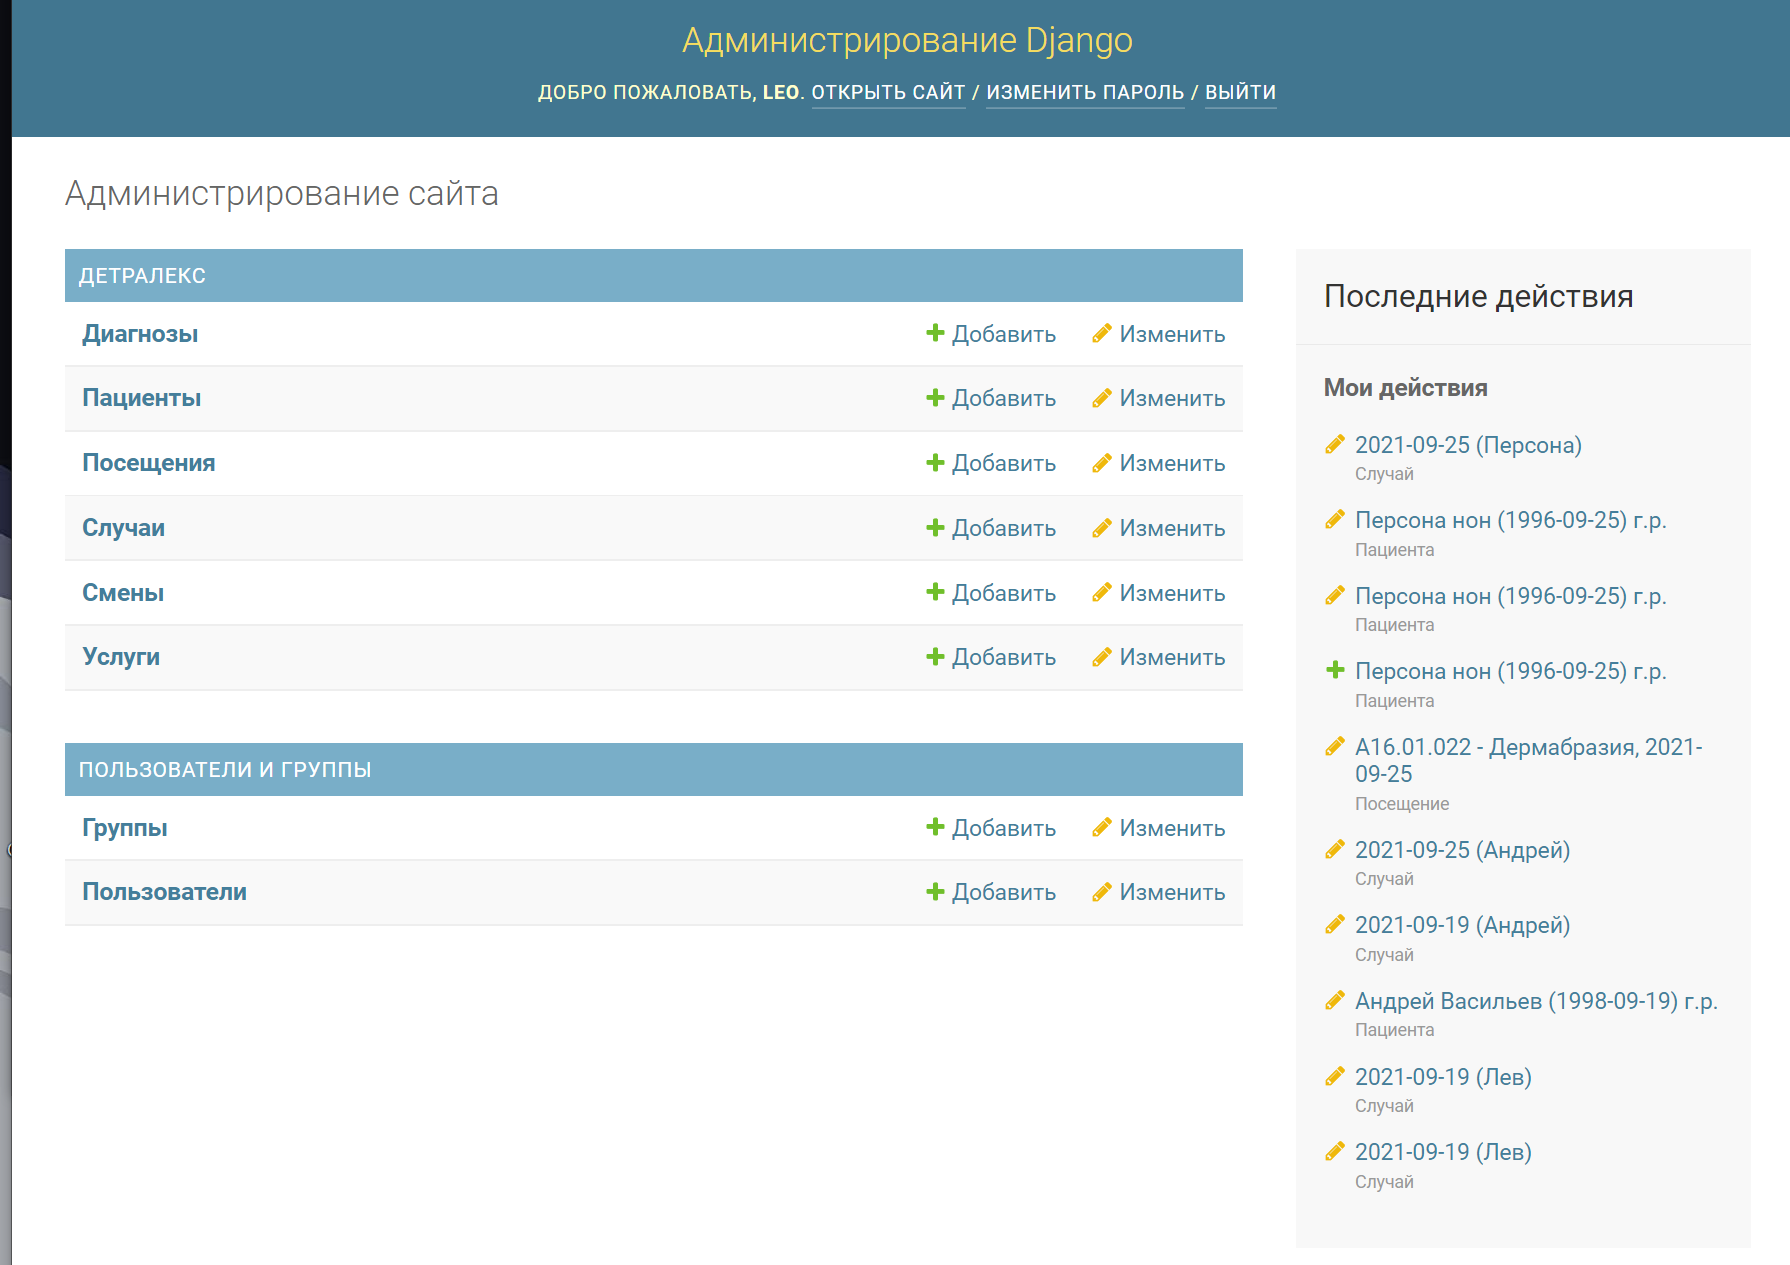 Администрирование Django
ДОБРО ПОЖАЛОВАТЬ, LEO. ОТКРЫТЬ САЙТ / ИЗМЕНИТЬ ПАРОЛЬ / ВЫЙТИ
Администрирование сайта
ДЕТРАЛЕКС
Диагнозы Добавить Изменить
Пациенты Добавить Изменить
Посещения Добавить Изменить
Случаи Добавить Изменить
Смены Добавить Изменить
Услуги Добавить Изменить
ПОЛЬЗОВАТЕЛИ И ГРУППЫ
Группы Добавить Изменить
Пользователи Добавить Изменить
Последние действия
Мои действия
2021-09-25 (Персона)
Случай
Персона нон (1996-09-25) г.р.
Пациента
Персона нон (1996-09-25) г.р.
Пациента
Персона нон (1996-09-25) г.р.
Пациента
A16.01.022 - Дермабразия, 2021-
09-25
Посещение
2021-09-25 (Андрей)
Случай
2021-09-19 (Андрей)
Случай
Андрей Васильев (1998-09-19) г.р.
Пациента
2021-09-19 (Лев)
Случай
2021-09-19 (Лев)
Случай